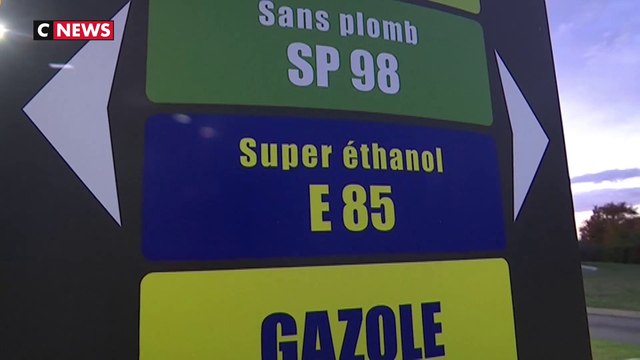 CNEWS
Sans plomb
SP 98
Super éthanol
E 85
GAZOLE